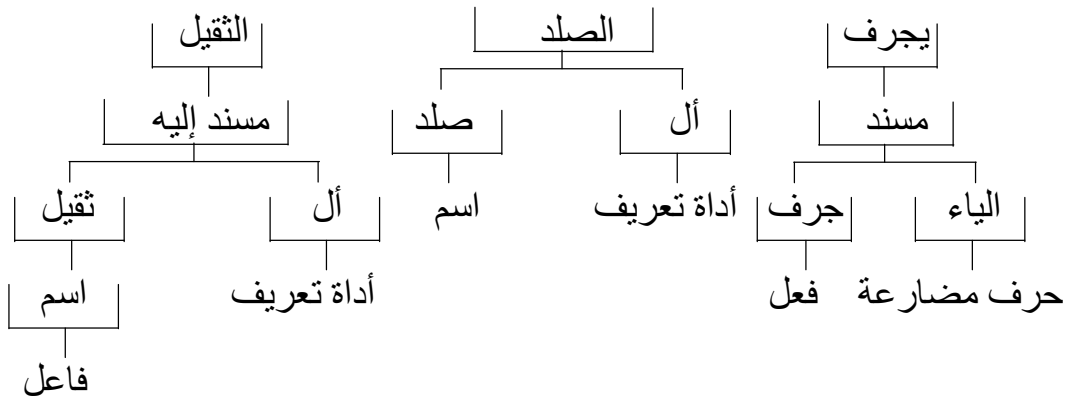 يجرف الصلد الثقيل
مسند أل صلد مسند إليه
الياء جرف أداة تعريف اسم أل ثقيل
حرف مضارعة فعل أداة تعريف اسم
فاعل